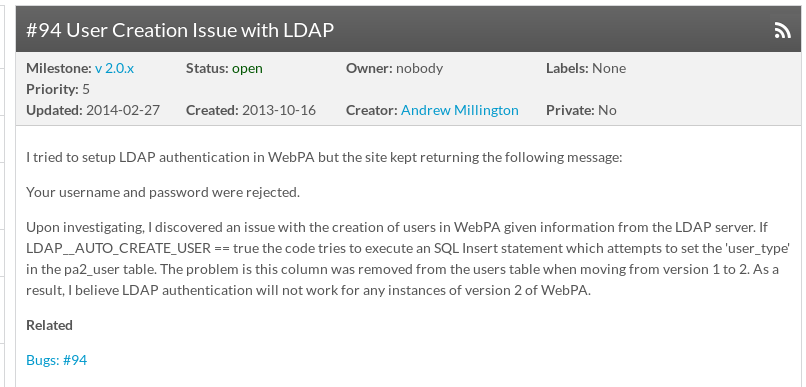 #94 User Creation Issue with LDAP
Milestone: v 2.0.x Status: open Owner: nobody Labels: None
Priority: 5
Updated: 2014-02-27 Created: 2013-10-16 Creator: Andrew Millington Private: No
I tried to setup LDAP authentication in WebPA but the site kept returning the following message:
Your username and password were rejected.
Upon investigating, I discovered an issue with the creation of users in WebPA given information from the LDAP server. If
LDAP__AUTO_CREATE_USER == true the code tries to execute an SQL Insert statement which attempts to set the 'user_type'
in the pa2_user table. The problem is this column was removed from the users table when moving from version 1 to 2. As a
result, I believe LDAP authentication will not work for any instances of version 2 of WebPA.
Related
Bugs: #94